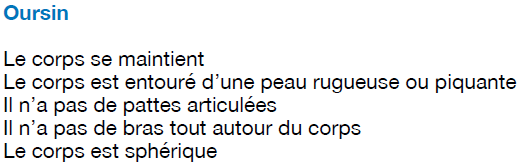 Oursin
Le corps se maintient
Le corps est entouré d’une peau rugueuse ou piquante
Il n’a pas de pattes articulées
Il n’a pas de bras tout autour du corps
Le corps est sphérique